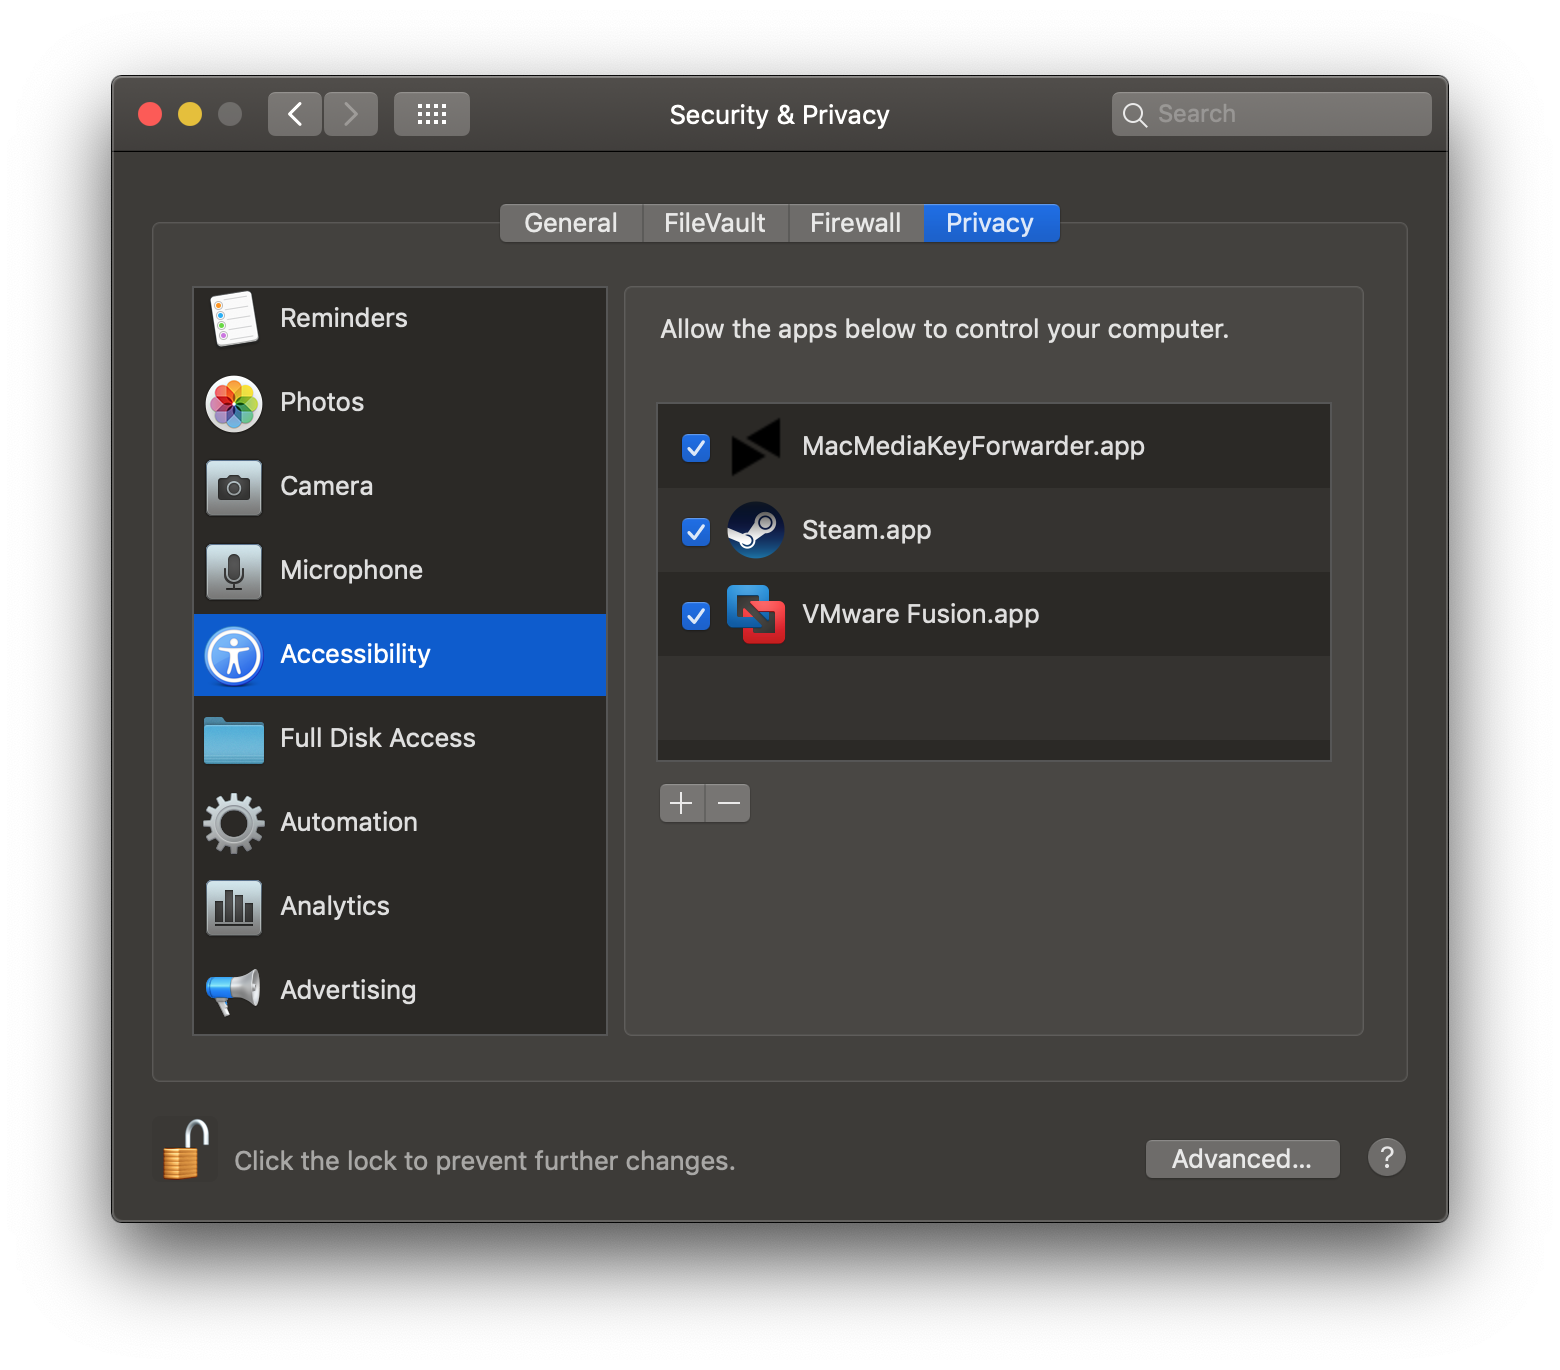 Security & Privacy
Search
General
FileVault
Firewall
Privacy
Reminders
Photos
Camera
Microphone
Accessibility
Full Disk Access
Automation
Analytics
Advertising
Allow the apps below to control your computer.
MacMediaKeyForwarder.app
Steam.app
VMware Fusion.app
Click the lock to prevent further changes.
Advanced...
?